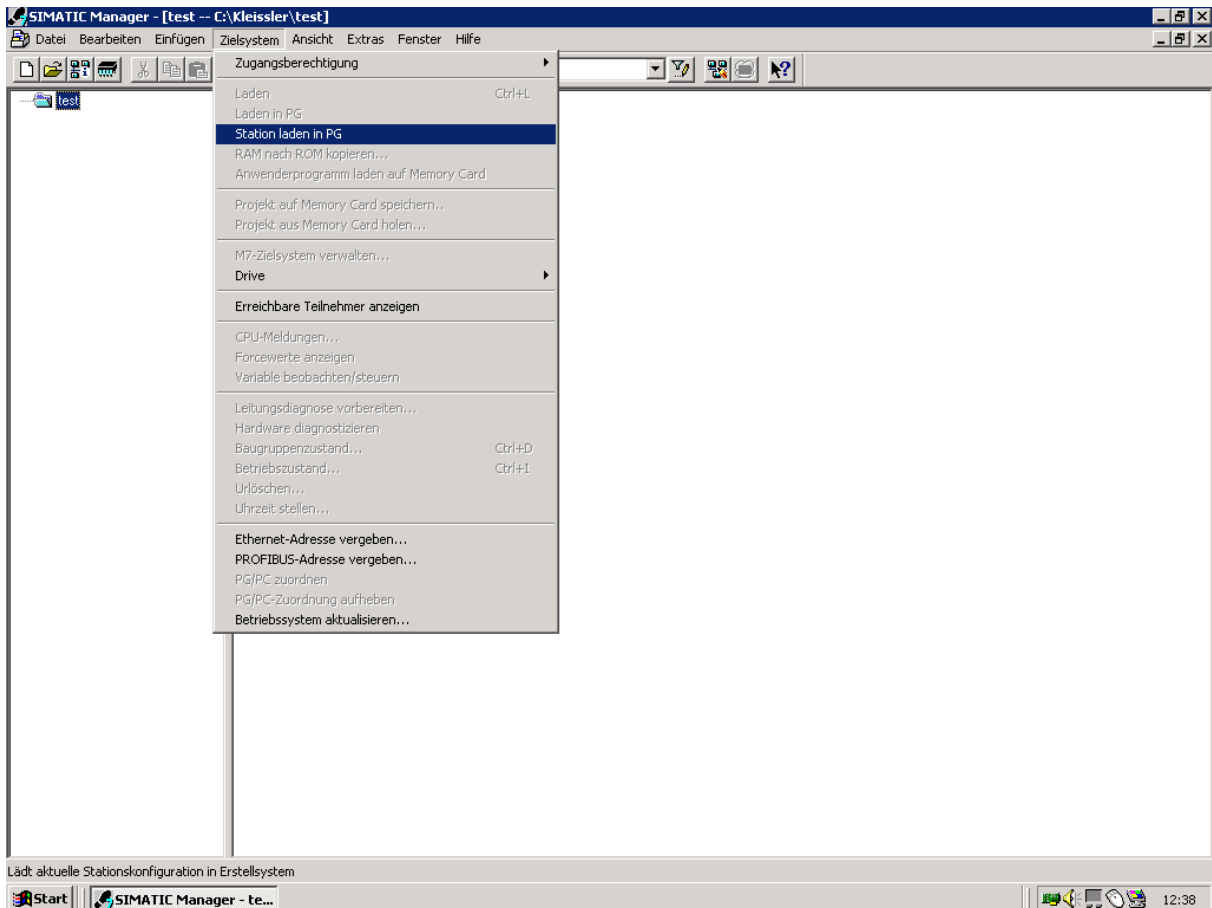 SIMATIC Manager - [test -- C:\Kleissler\test]
Datei Bearbeiten Einfügen Zielsystem Ansicht Extras Fenster Hilfe
Zugangsberechtigung
test
Laden Ctrl+L
Laden in PG
Station laden in PG
RAM nach ROM kopieren...
Anwenderprogramm laden auf Memory Card
Projekt auf Memory Card speichern..
Projekt aus Memory Card holen...
M7-Zielsystem verwalten...
Drive
Erreichbare Teilnehmer anzeigen
CPU-Meldungen...
Forcewerte anzeigen
Variable beobachten/steuern
Leitungsdiagnose vorbereiten...
Hardware diagnostizieren
Baugruppenzustand... Ctrl+D
Betriebszustand... Ctrl+I
Urlöschen...
Uhrzeit stellen...
Ethernet-Adresse vergeben...
PROFIBUS-Adresse vergeben...
PG/PC zuordnen
PG/PC-Zuordnung aufheben
Betriebssystem aktualisieren...
Lädt aktuelle Stationskonfiguration in Erstellsystem
Start SIMATIC Manager - te... 12:38